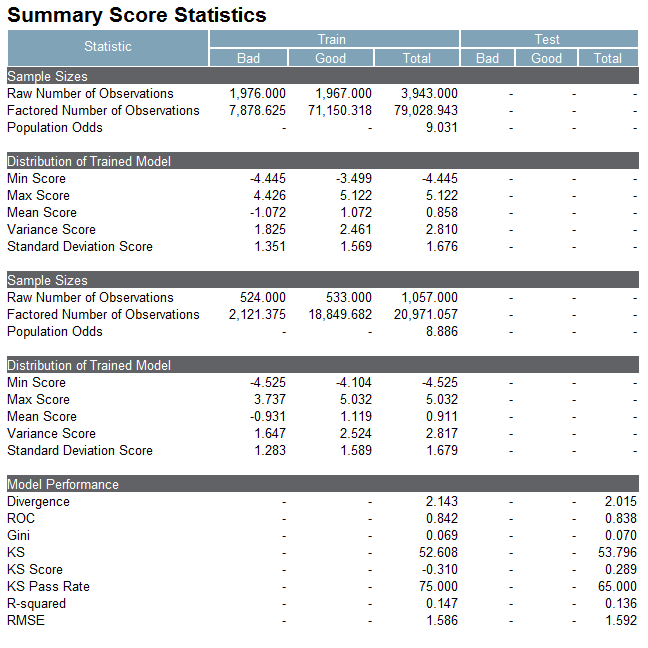 Summary Score Statistics
Statistic Train Test
Bad Good Total Bad Good Total
Sample Sizes
Raw Number of Observations 1,976.000 1,967.000 3,943.000 - - -
Factored Number of Observations 7,878.625 71,150.318 79,028.943 - - -
Population Odds - - 9.031 - - -
Distribution of Trained Model
Min Score -4.445 -3.499 -4.445 - - -
Max Score 4.426 5.122 5.122 - - -
Mean Score -1.072 1.072 0.858 - - -
Variance Score 1.825 2.461 2.810 - - -
Standard Deviation Score 1.351 1.569 1.676 - - -
Sample Sizes
Raw Number of Observations 524.000 533.000 1,057.000 - - -
Factored Number of Observations 2,121.375 18,849.682 20,971.057 - - -
Population Odds - - 8.886 - - -
Distribution of Trained Model
Min Score -4.525 -4.104 -4.525 - - -
Max Score 3.737 5.032 5.032 - - -
Mean Score -0.931 1.119 0.911 - - -
Variance Score 1.647 2.524 2.817 - - -
Standard Deviation Score 1.283 1.589 1.679 - - -
Model Performance
Divergence - - 2.143 - - 2.015
ROC - - 0.842 - - 0.838
Gini - - 0.069 - - 0.070
KS - - 52.608 - - 53.796
KS Score - - -0.310 - - 0.289
KS Pass Rate - - 75.000 - - 65.000
R-squared - - 0.147 - - 0.136
RMSE - - 1.586 - - 1.592